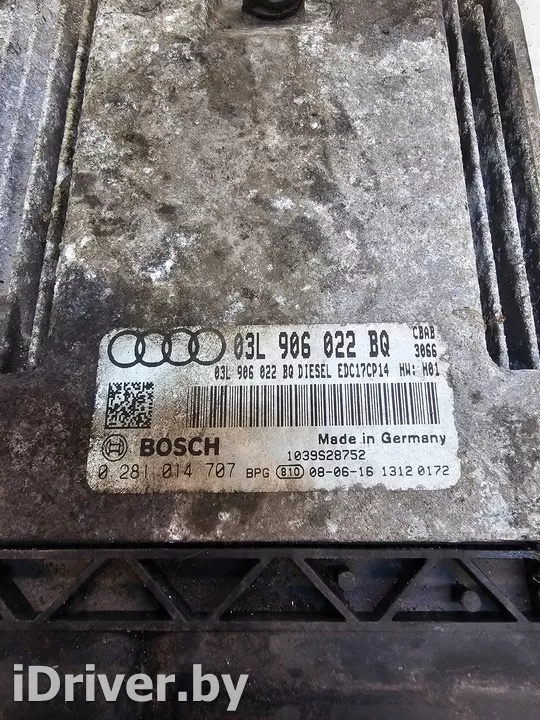 03L 906 022 BQ CBAB
3066
03L 906 022 BQ DIESEL EDC17CP14 HW: H01
BOSCH Made in Germany
1039S28752
0 281 014 707 BPG 810 08-06-16 1312 0172
iDriver.by